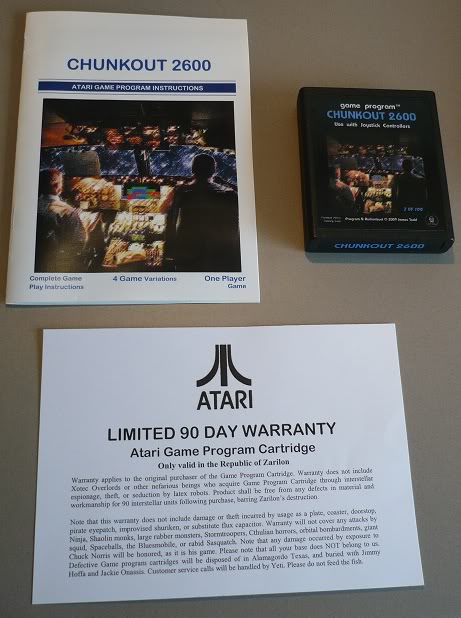 CHUNKOUT 2600
ATARI GAME PROGRAM INSTRUCTIONS
Complete Game
Play Instructions
4 Game Variations
One Player
Game
game program™
CHUNKOUT 2600
Use with Joystick Controllers
2 OF 100
Program & Audio © 2009 James Todd
CHUNKOUT 2600
ATARI
LIMITED 90 DAY WARRANTY
Atari Game Program Cartridge
Only valid in the Republic of Zarilon
Warranty applies to the original purchaser of the Game Program Cartridge. Warranty does not include
Xotec Overlords or other nefarious beings who acquire Game Program Cartridge through interstellar
espionage, theft, or seduction by latex robots. Product shall be free from any defects in material and
workmanship for 90 interstellar units following purchase, barring Zarilon's destruction.
Note that this warranty does not include damage or theft incurred by usage as a plate, coaster, doorstop,
pirate eyepatch, improvised shuriken, or substitute flux capacitor. Warranty will not cover any attacks by
Ninja, Shaolin monks, large rubber monsters, Stormtroopers, Cthulian horrors, orbital bombardments, giant
squid, Spaceballs, the Blaemobile, or rabid Sasquatch. Note that any damage occurred by exposure to
Chuck Norris will be honored, as it is his game. Please note that all your base does NOT belong to us.
Defective Game program cartridges will be disposed of in Alamagordo Texas, and buried with Jimmy
Hoffa and Jackie Onassis. Customer service calls will be handled by Yeti. Please do not feed the fish.